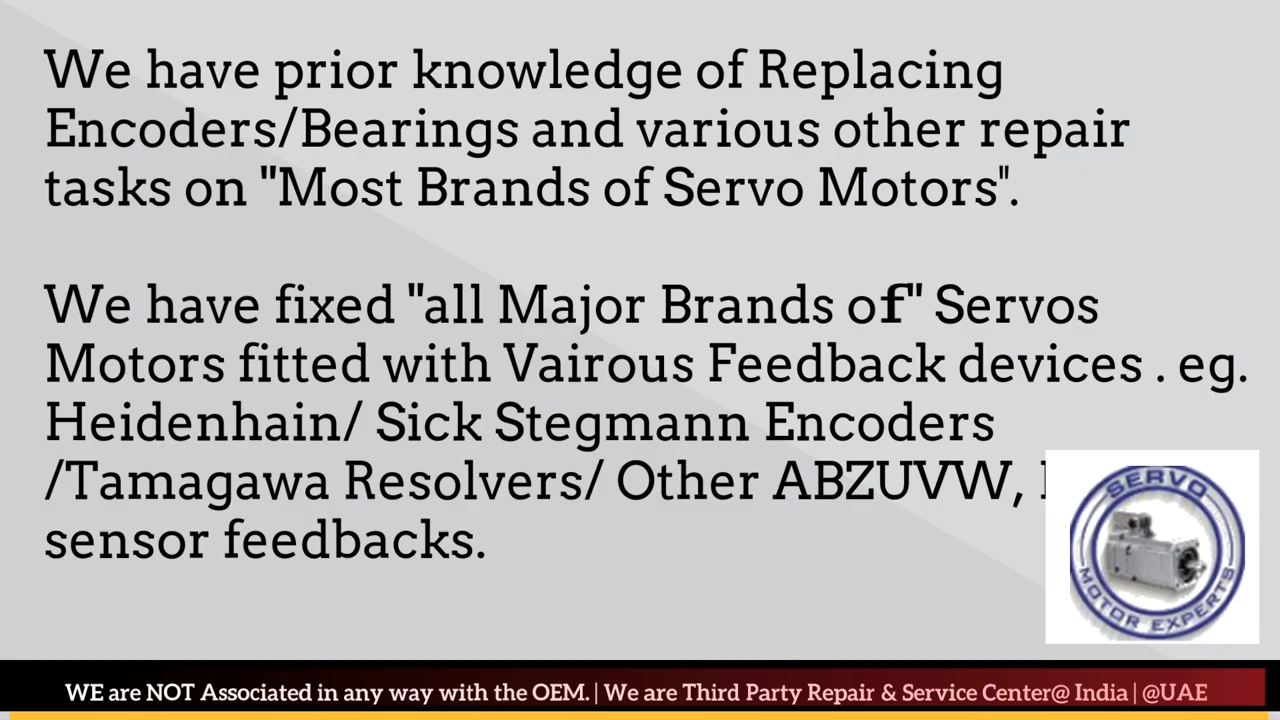 We have prior knowledge of Replacing
Encoders/Bearings and various other repair
tasks on "Most Brands of Servo Motors".
We have fixed "all Major Brands of" Servos
Motors fitted with Vairous Feedback devices . eg.
Heidenhain/ Sick Stegmann Encoders
/Tamagawa Resolvers/ Other ABZUVW,
sensor feedbacks.
SERVO
MOTOR EXPERTS
WE are NOT Associated in any way with the OEM. | We are Third Party Repair & Service Center@ India | @UAE